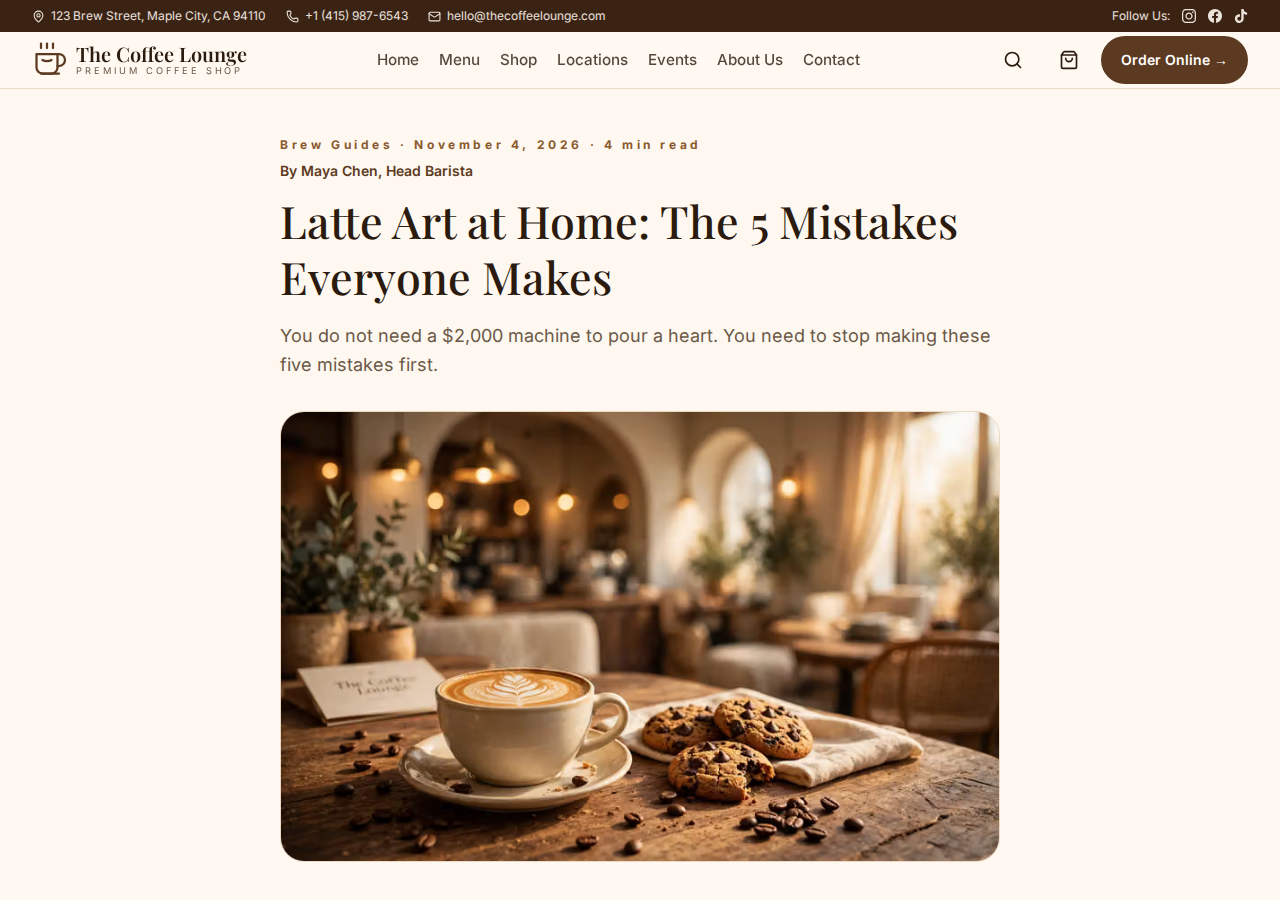 123 Brew Street, Maple City, CA 94110 +1 (415) 987-6543 hello@thecoffeelounge.com Follow Us:
The Coffee Lounge
PREMIUM COFFEE SHOP
Home Menu Shop Locations Events About Us Contact
Order Online →
Brew Guides · November 4, 2026 · 4 min read
By Maya Chen, Head Barista
Latte Art at Home: The 5 Mistakes
Everyone Makes
You do not need a $2,000 machine to pour a heart. You need to stop making these
five mistakes first.
The Coffee
Lounge